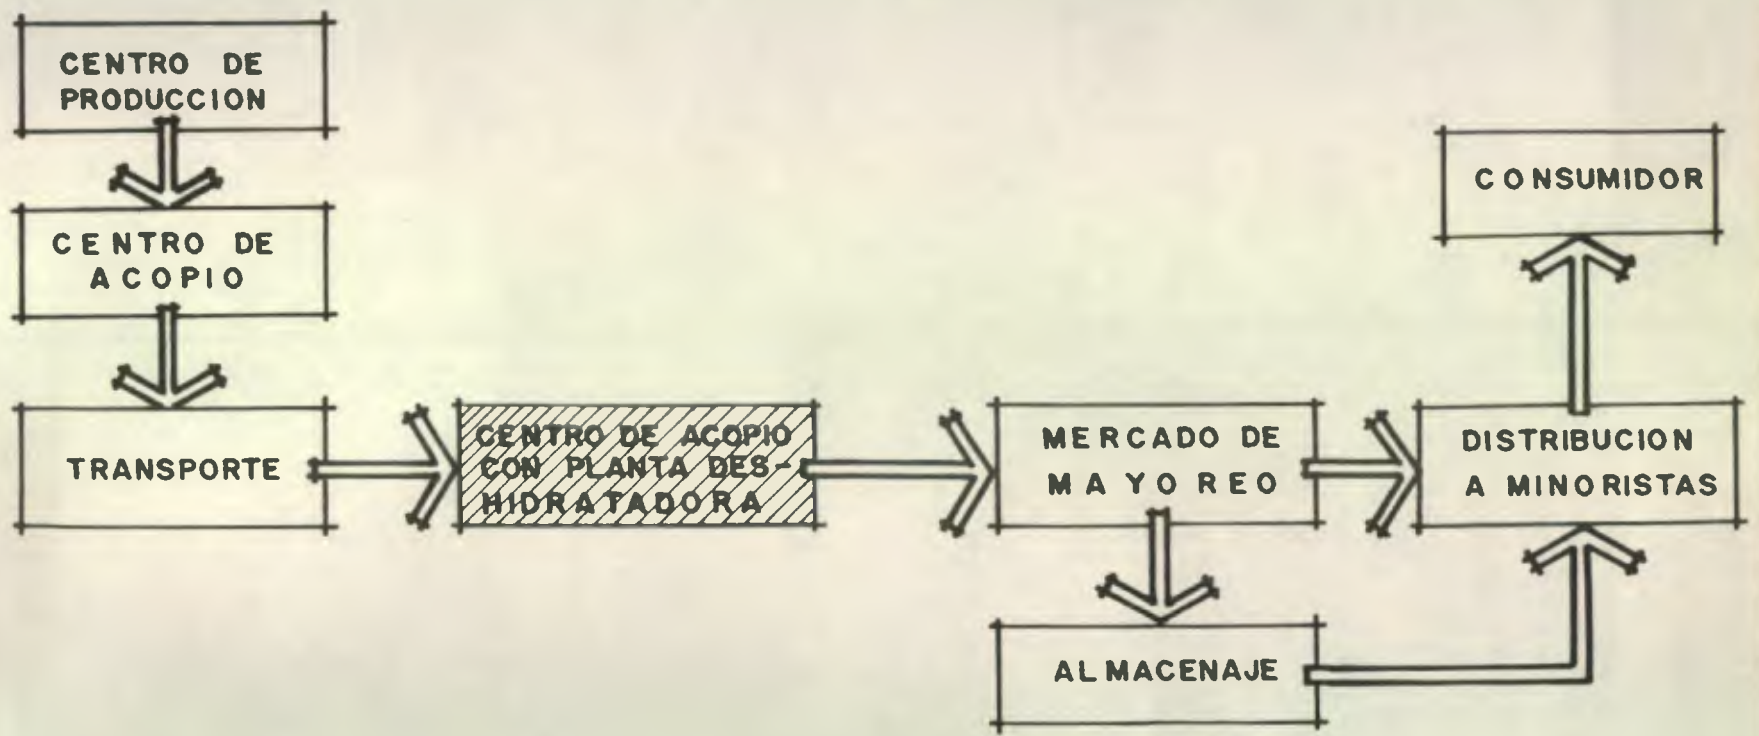 CENTRO DE
PRODUCCION
CENTRO DE
ACOPIO
TRANSPORTE
CENTRO DE ACOPIO
CON PLANTA DES-
HIDRATADORA
MERCADO DE
MAYOREO
ALMACENAJE
DISTRIBUCION
A MINORISTAS
CONSUMIDOR